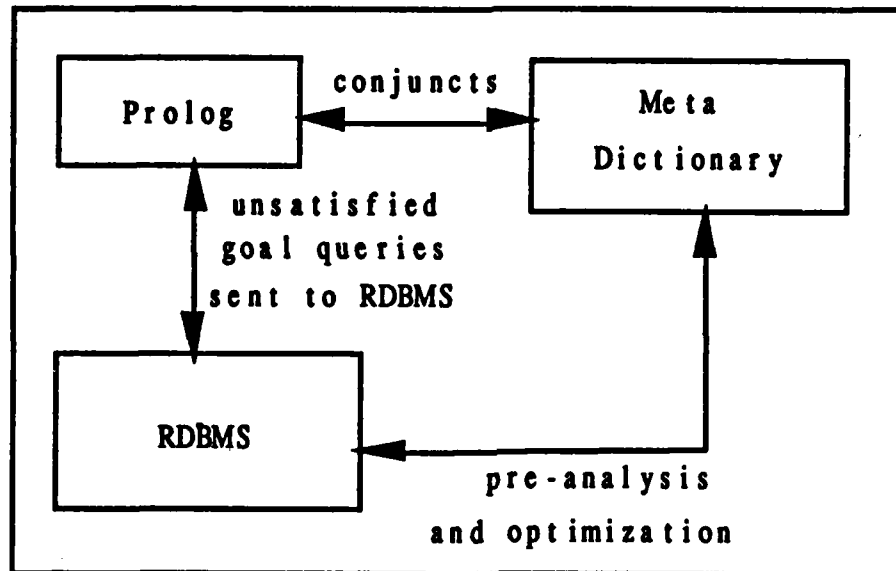 Prolog
conjuncts
Meta
Dictionary
unsatisfied
goal queries
sent to RDBMS
RDBMS
pre-analysis
and optimization